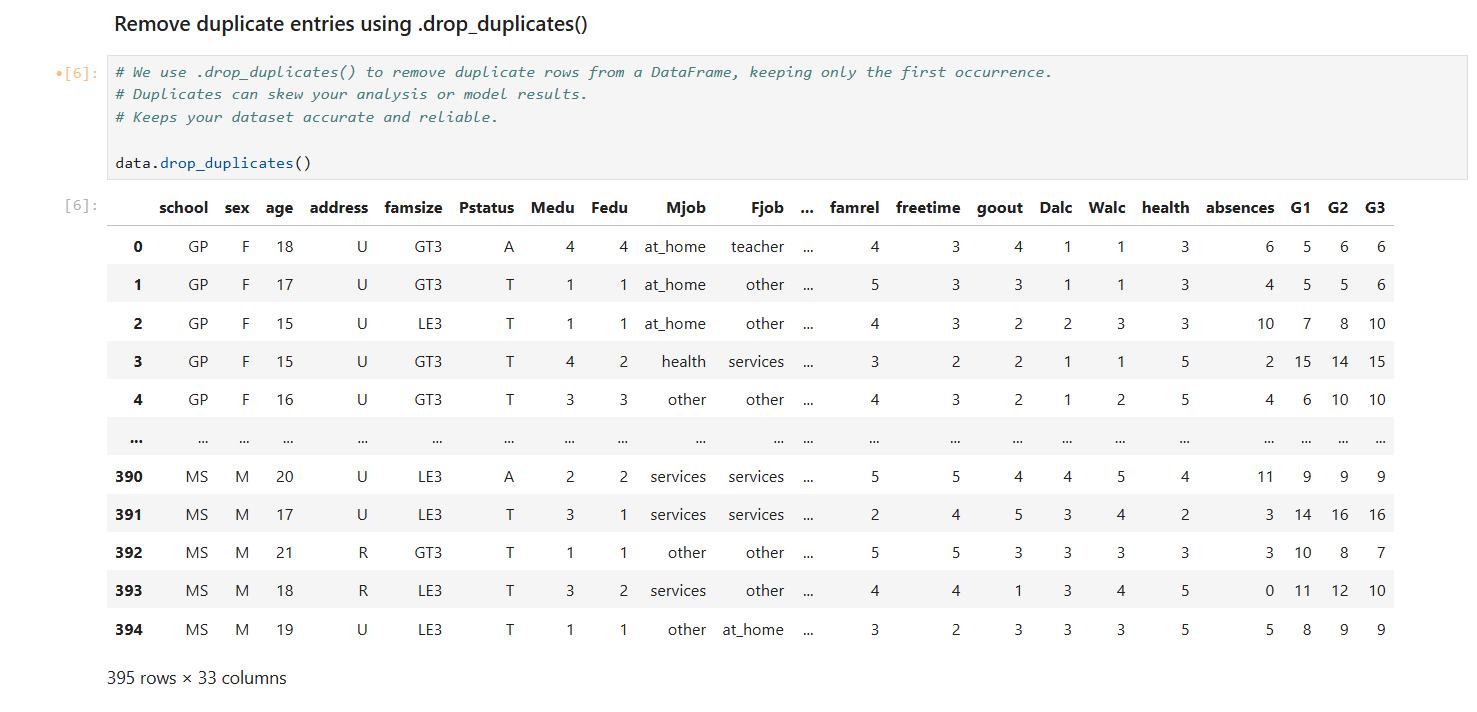 Remove duplicate entries using .drop_duplicates()
•[6]:
# We use .drop_duplicates() to remove duplicate rows from a DataFrame, keeping only the first occurrence.
# Duplicates can skew your analysis or model results.
# Keeps your dataset accurate and reliable.
data.drop_duplicates()
[6]:
school sex age address famsize Pstatus Medu Fedu Mjob Fjob ... famrel freetime goout Dalc Walc health absences G1 G2 G3
0 GP F 18 U GT3 A 4 4 at_home teacher ... 4 3 4 1 1 3 6 5 6 6
1 GP F 17 U GT3 T 1 1 at_home other ... 5 3 3 1 1 3 4 5 5 6
2 GP F 15 U LE3 T 1 1 at_home other ... 4 3 2 2 3 3 10 7 8 10
3 GP F 15 U GT3 T 4 2 health services ... 3 2 2 1 1 5 2 15 14 15
4 GP F 16 U GT3 T 3 3 other other ... 4 3 2 1 2 5 4 6 10 10
... ... ... ... ... ... ... ... ... ... ... ... ... ... ... ... ... ... ... ... ... ...
390 MS M 20 U LE3 A 2 2 services services ... 5 5 4 4 5 4 11 9 9 9
391 MS M 17 U LE3 T 3 1 services services ... 2 4 5 3 4 2 3 14 16 16
392 MS M 21 R GT3 T 1 1 other other ... 5 5 3 3 3 3 3 10 8 7
393 MS M 18 R LE3 T 3 2 services other ... 4 4 1 3 4 5 0 11 12 10
394 MS M 19 U LE3 T 1 1 other at_home ... 3 2 3 3 3 5 5 8 9 9
395 rows × 33 columns